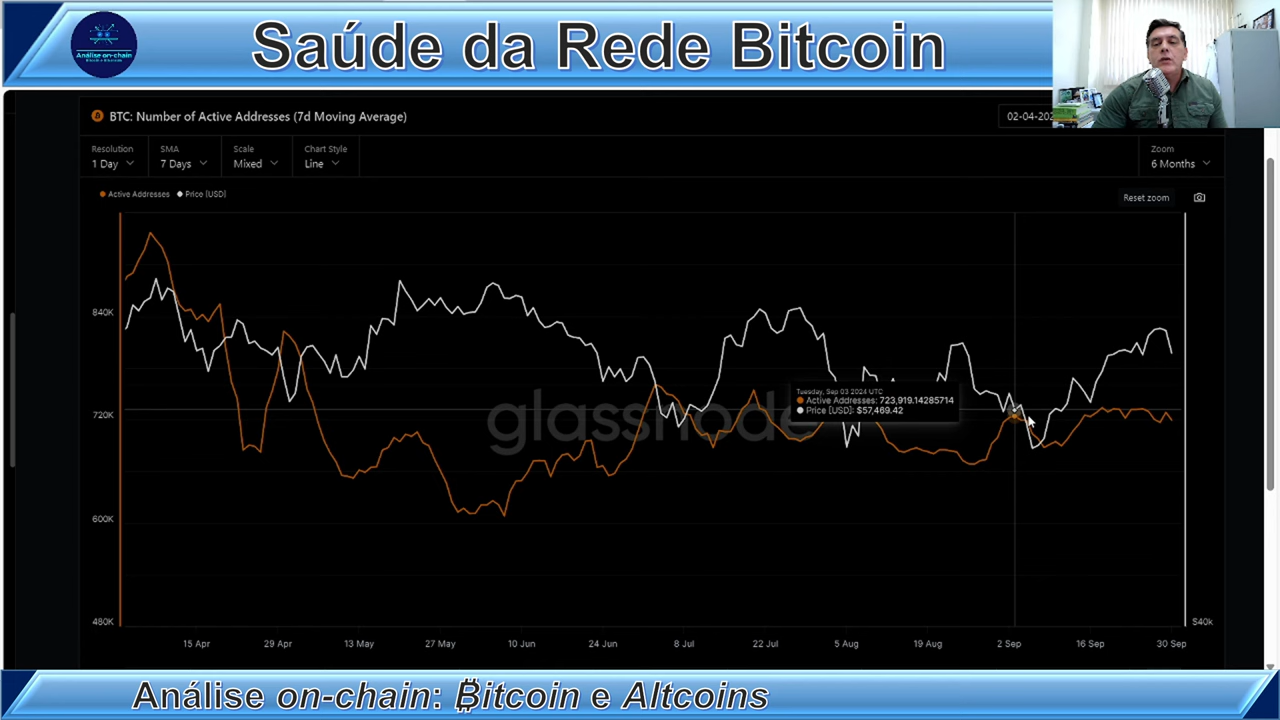 Saúde da Rede Bitcoin
Análise on-chain
BTC: Number of Active Addresses (7d Moving Average)
Resolution
1 Day
SMA
7 Days
Scale
Mixed
Chart Style
Line
Zoom
6 Months
Active Addresses
Price [USD]
Reset zoom
840K
720K
600K
480K
$40k
glassnode
Tuesday, Sep 03 2024 UTC
Active Addresses: 723,919.14285714
Price [USD]: $57,469.42
15 Apr
29 Apr
13 May
27 May
10 Jun
24 Jun
8 Jul
22 Jul
5 Aug
19 Aug
2 Sep
16 Sep
30 Sep
Análise on-chain: ₿itcoin e Altcoins